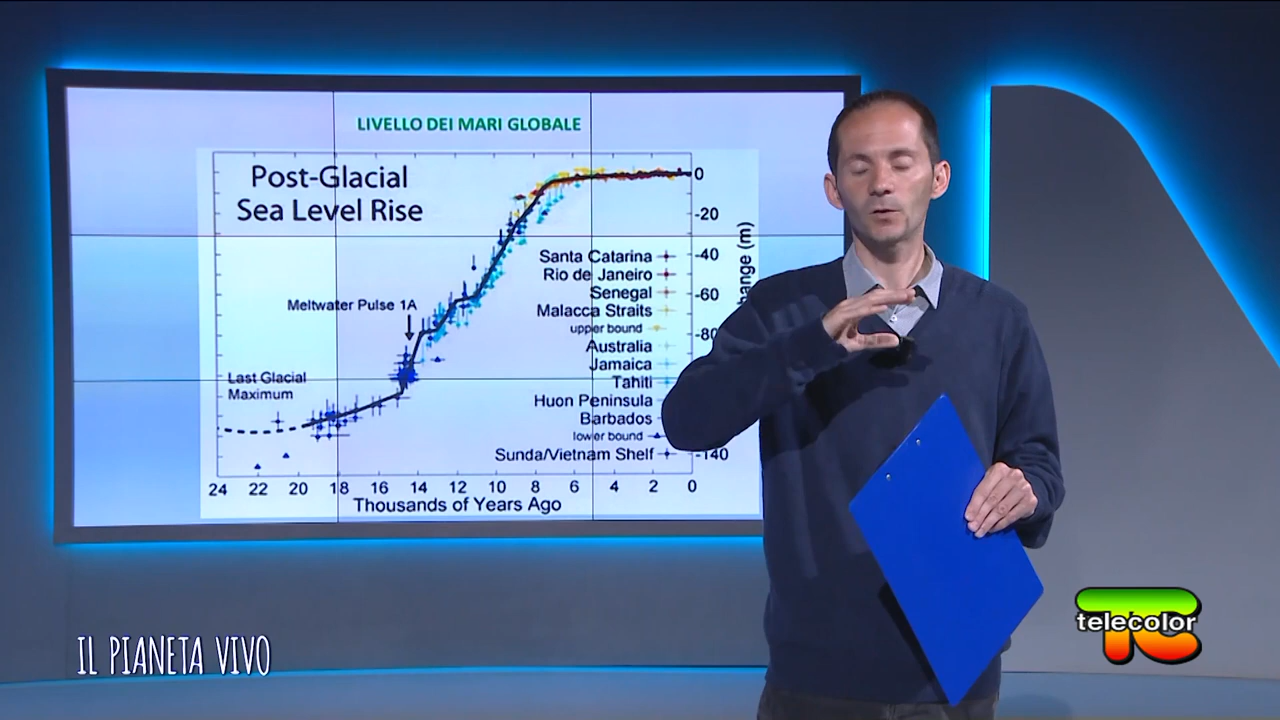 LIVELLO DEI MARI GLOBALE
Post-Glacial
Sea Level Rise
0
-20
-40
-60
-80
-140
Meltwater Pulse 1A
Last Glacial
Maximum
Santa Catarina
Rio de Janeiro
Senegal
Malacca Straits
upper bound
Australia
Jamaica
Tahiti
Huon Peninsula
Barbados
lower bound
Sunda/Vietnam Shelf
24 22 20 18 16 14 12 10 8 6 4 2 0
Thousands of Years Ago
IL PIANETA VIVO
TC
telecolor